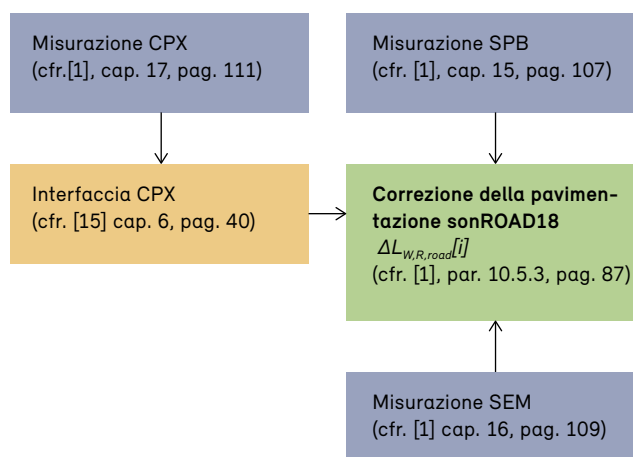 Misurazione CPX
(cfr.[1], cap. 17, pag. 111)
Misurazione SPB
(cfr. [1], cap. 15, pag. 107)
Interfaccia CPX
(cfr. [15] cap. 6, pag. 40)
Correzione della pavimen-
tazione sonROAD18
ΔL_{W,R,road}[i]
(cfr. [1], par. 10.5.3, pag. 87)
Misurazione SEM
(cfr. [1] cap. 16, pag. 109)